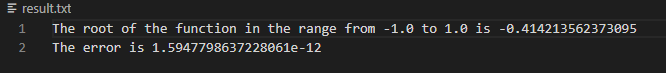 result.txt
1 The root of the function in the range from -1.0 to 1.0 is -0.414213562373095
2 The error is 1.5947798637228061e-12